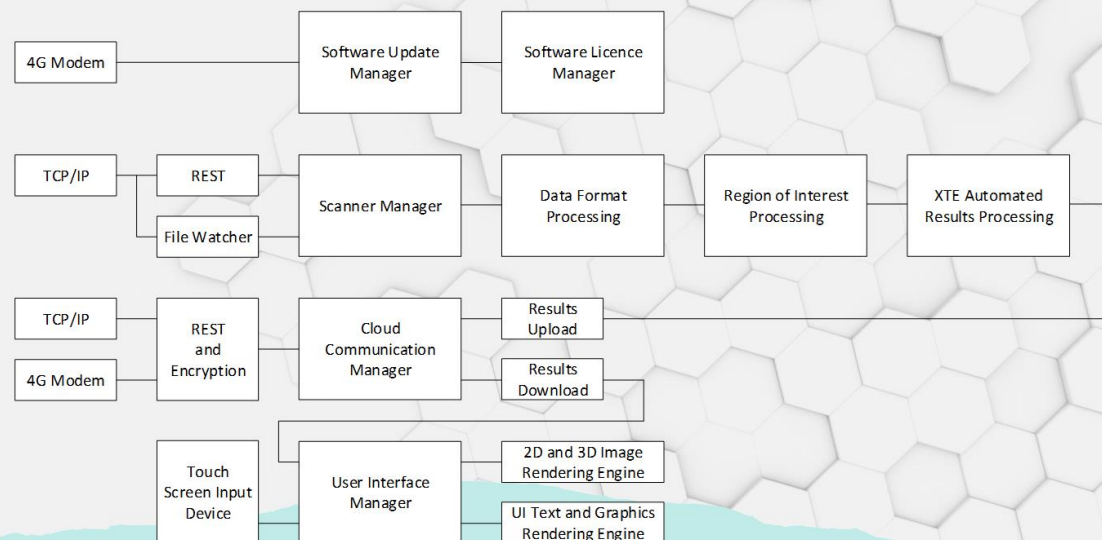 4G Modem
Software Update
Manager
Software Licence
Manager
TCP/IP
REST
File Watcher
Scanner Manager
Data Format
Processing
Region of Interest
Processing
XTE Automated
Results Processing
TCP/IP
4G Modem
REST
and
Encryption
Cloud
Communication
Manager
Results
Upload
Results
Download
Touch
Screen Input
Device
User Interface
Manager
2D and 3D Image
Rendering Engine
UI Text and Graphics
Rendering Engine